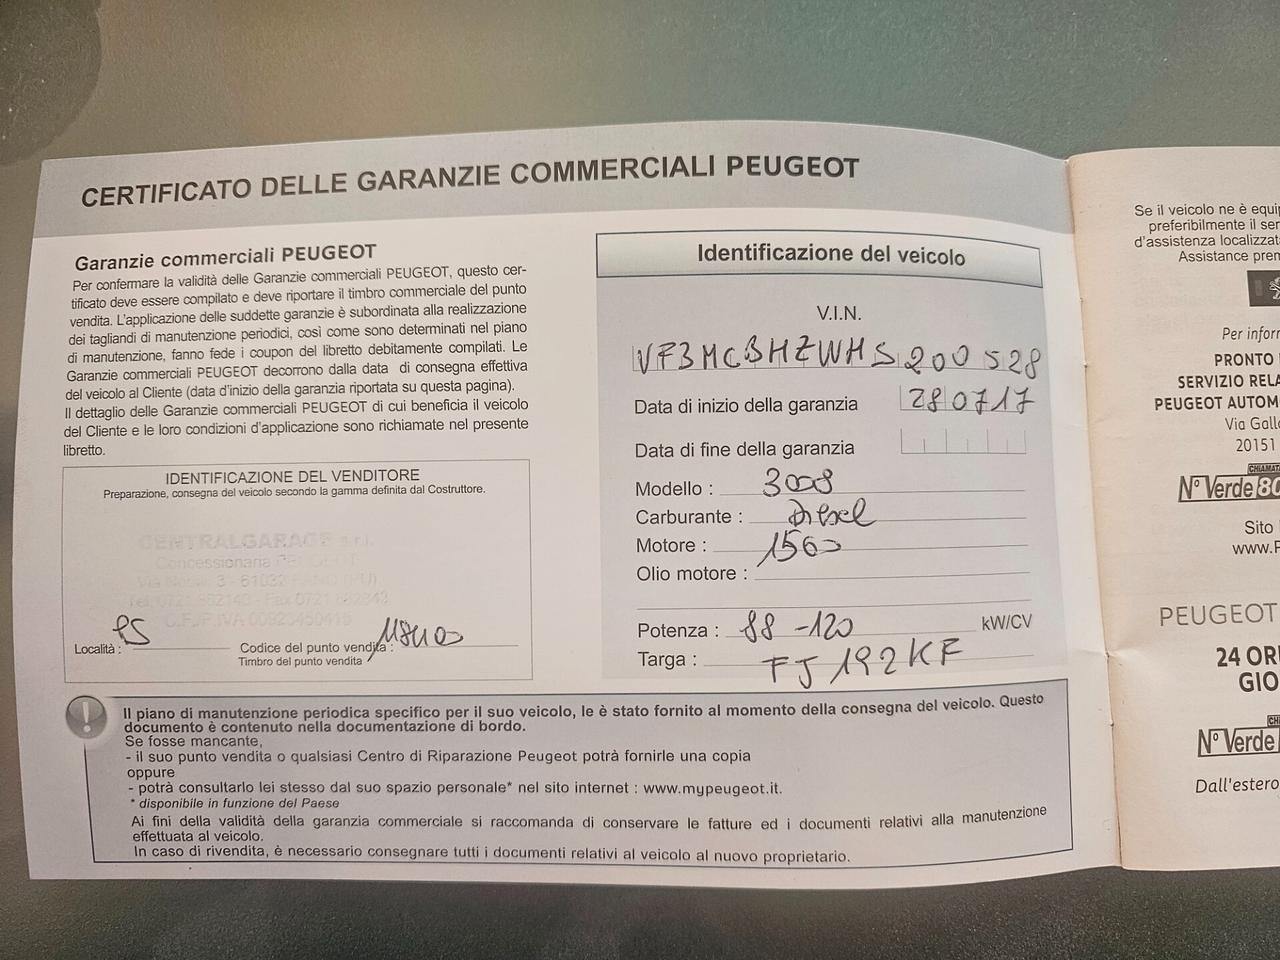 CERTIFICATO DELLE GARANZIE COMMERCIALI PEUGEOT
Garanzie commerciali PEUGEOT
Per confermare la validità delle Garanzie commerciali PEUGEOT, questo cer-
tificato deve essere compilato e deve riportare il timbro commerciale del punto
vendita. L'applicazione delle suddette garanzie è subordinata alla realizzazione
dei tagliandi di manutenzione periodici, così come sono determinati nel piano
di manutenzione, fanno fede i coupon del libretto debitamente compilati. Le
Garanzie commerciali PEUGEOT decorrono dalla data di consegna effettiva
del veicolo al Cliente (data d'inizio della garanzia riportata su questa pagina).
Il dettaglio delle Garanzie commerciali PEUGEOT di cui beneficia il veicolo
del Cliente e le loro condizioni d'applicazione sono richiamate nel presente
libretto.
IDENTIFICAZIONE DEL VENDITORE
Preparazione, consegna del veicolo secondo la gamma definita dal Costruttore.
CENTRALGARAGE s.r.l.
Concessionaria
3 - 61032 FANO (PU)
Località : PS
Codice del punto vendita :
Timbro del punto vendita
Identificazione del veicolo
V.I.N.
VF3MCBHZWHS200528
Data di inizio della garanzia 280717
Data di fine della garanzia
Modello : 3008
Carburante : Diesel
Motore : 1560
Olio motore :
Potenza : 88 -120 kW/CV
Targa : FJ192KF
Il piano di manutenzione periodica specifico per il suo veicolo, le è stato fornito al momento della consegna del veicolo. Questo
documento è contenuto nella documentazione di bordo.
Se fosse mancante,
- il suo punto vendita o qualsiasi Centro di Riparazione Peugeot potrà fornirle una copia
oppure
- potrà consultarlo lei stesso dal suo spazio personale* nel sito internet : www.mypeugeot.it.
* disponibile in funzione del Paese
Ai fini della validità della garanzia commerciale si raccomanda di conservare le fatture ed i documenti relativi alla manutenzione
effettuata al veicolo.
In caso di rivendita, è necessario consegnare tutti i documenti relativi al veicolo al nuovo proprietario.
Se il veicolo ne è equi
preferibilmente il ser
d'assistenza localizzat
Assistance pren
Per infor
PRONTO
SERVIZIO RELA
PEUGEOT AUTOM
Via Gall
20151
CHIAMAT
N° Verde 80
Sito
www.P
PEUGEOT
24 OR
GIO
CHI
N° Verde
Dall'estero,